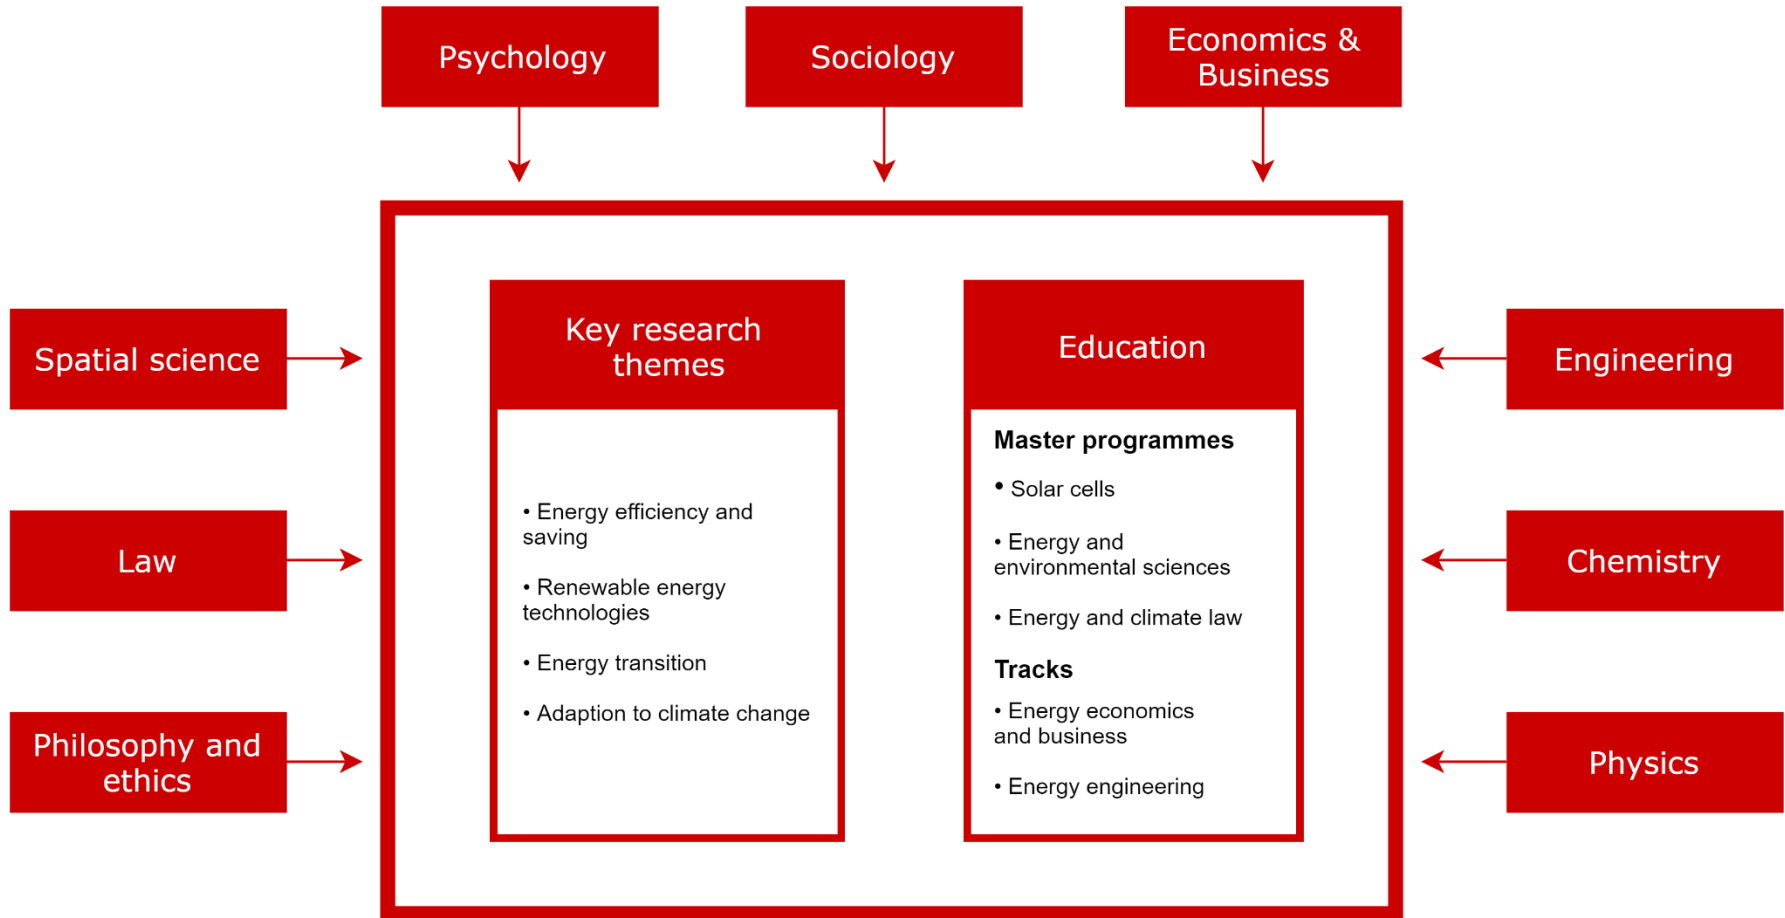 Psychology
Sociology
Economics &
Business
Spatial science
Law
Philosophy and
ethics
Key research
themes
• Energy efficiency and
saving
• Renewable energy
technologies
• Energy transition
• Adaption to climate change
Education
Master programmes
• Solar cells
• Energy and
environmental sciences
• Energy and climate law
Tracks
• Energy economics
and business
• Energy engineering
Engineering
Chemistry
Physics